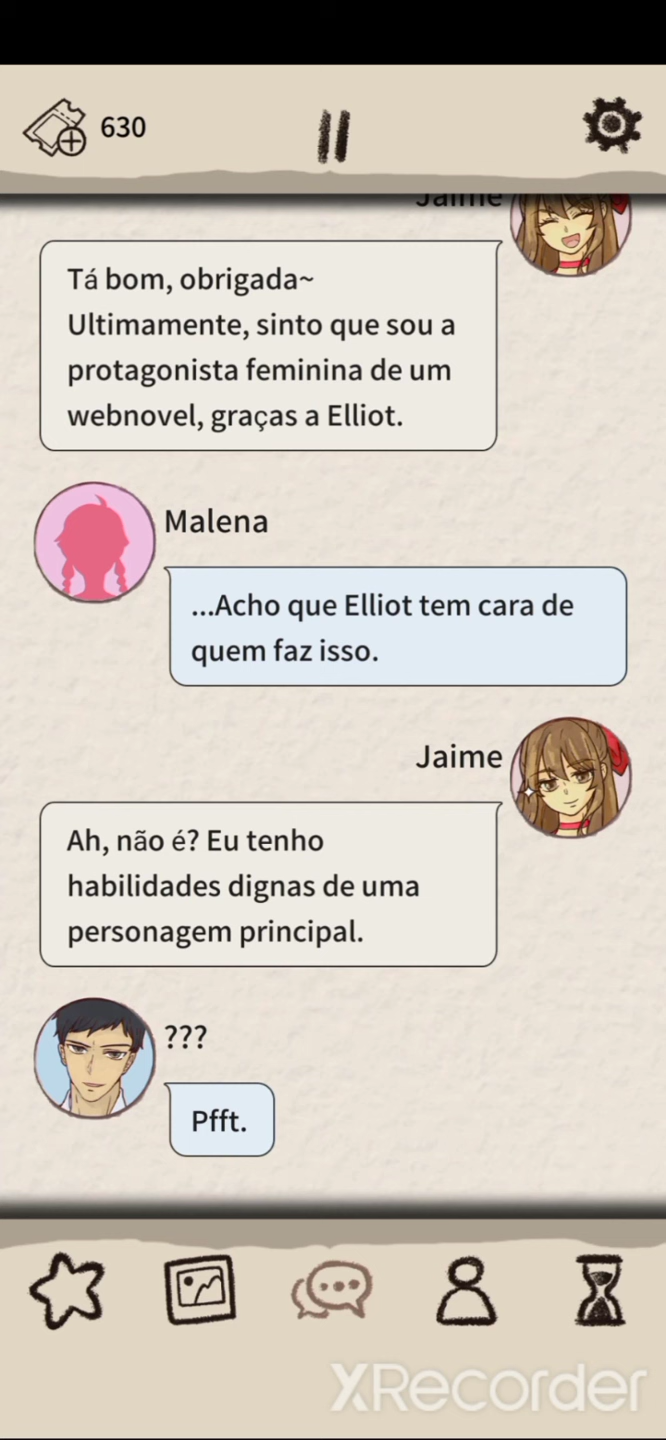 630
Jaime
Tá bom, obrigada~
Ultimamente, sinto que sou a
protagonista feminina de um
webnovel, graças a Elliot.
Malena
...Acho que Elliot tem cara de
quem faz isso.
Jaime
Ah, não é? Eu tenho
habilidades dignas de uma
personagem principal.
???
Pfft.
XRecorder